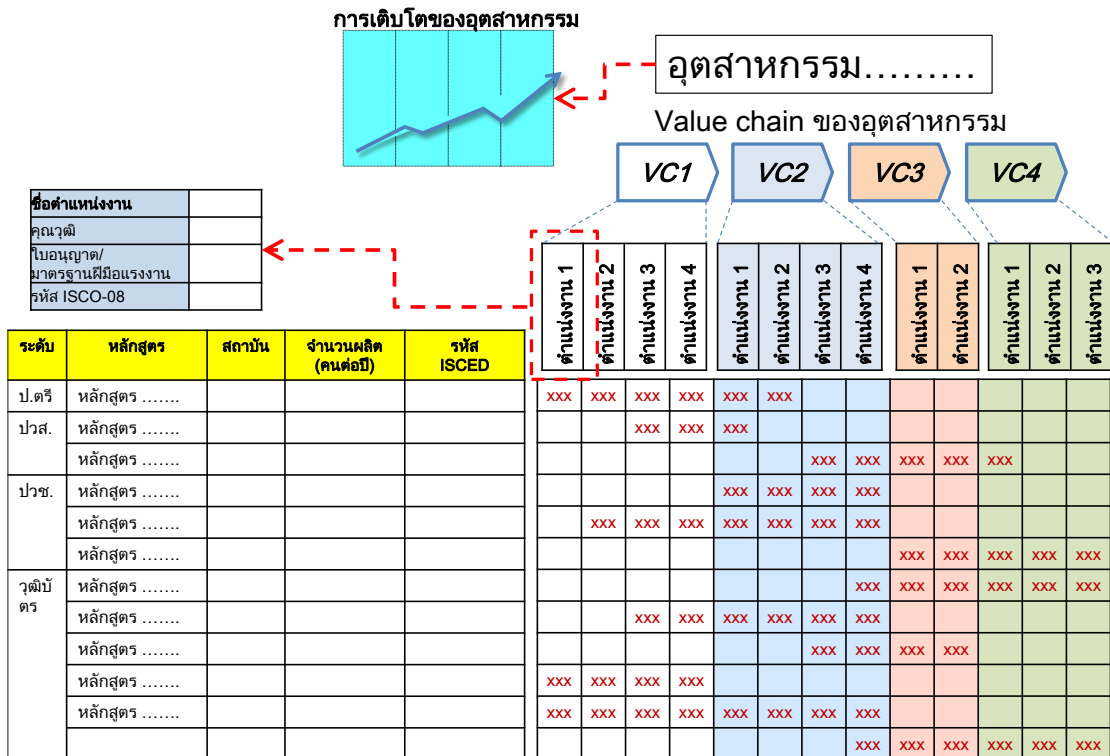 การเติบโตของอุตสาหกรรม
อุตสาหกรรม.........
Value chain ของอุตสาหกรรม
VC1 VC2 VC3 VC4
ชื่อตำแหน่งงาน
คุณวุฒิ
ใบอนุญาต/
มาตรฐานฝีมือแรงงาน
รหัส ISCO-08
ตำแน่งงาน 1
ตำแน่งงาน 2
ตำแน่งงาน 3
ตำแน่งงาน 4
ตำแน่งงาน 1
ตำแน่งงาน 2
ตำแน่งงาน 3
ตำแน่งงาน 4
ตำแน่งงาน 1
ตำแน่งงาน 2
ตำแน่งงาน 1
ตำแน่งงาน 2
ตำแน่งงาน 3
ระดับ หลักสูตร สถาบัน จำนวนผลิต รหัส
(คนต่อปี) ISCED
ป.ตรี หลักสูตร ....... xxx xxx xxx xxx xxx xxx
ปวส. หลักสูตร ....... xxx xxx xxx
หลักสูตร ....... xxx xxx xxx xxx xxx
ปวช. หลักสูตร ....... xxx xxx xxx xxx
หลักสูตร ....... xxx xxx xxx xxx xxx xxx xxx
หลักสูตร ....... xxx xxx xxx xxx xxx
วุฒิบั หลักสูตร ....... xxx xxx xxx xxx xxx xxx
ตร
หลักสูตร ....... xxx xxx xxx xxx xxx xxx
หลักสูตร ....... xxx xxx xxx xxx
หลักสูตร ....... xxx xxx xxx xxx
หลักสูตร ....... xxx xxx xxx xxx xxx xxx xxx xxx
xxx xxx xxx xxx xxx xxx